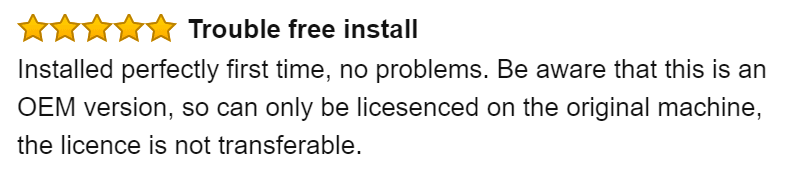 Trouble free install
Installed perfectly first time, no problems. Be aware that this is an
OEM version, so can only be licesenced on the original machine,
the licence is not transferable.